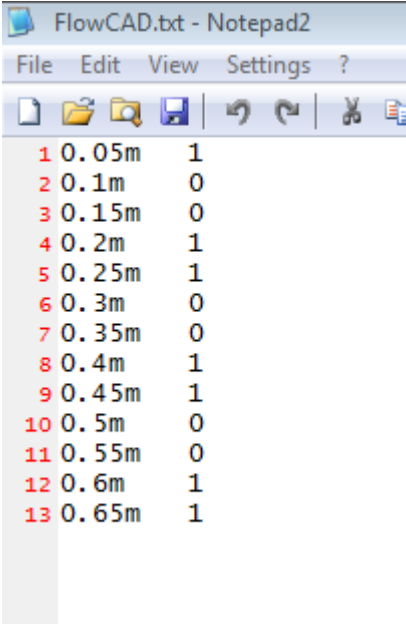 FlowCAD.txt - Notepad2
File Edit View Settings ?
1 0.05m 1
2 0.1m 0
3 0.15m 0
4 0.2m 1
5 0.25m 1
6 0.3m 0
7 0.35m 0
8 0.4m 1
9 0.45m 1
10 0.5m 0
11 0.55m 0
12 0.6m 1
13 0.65m 1